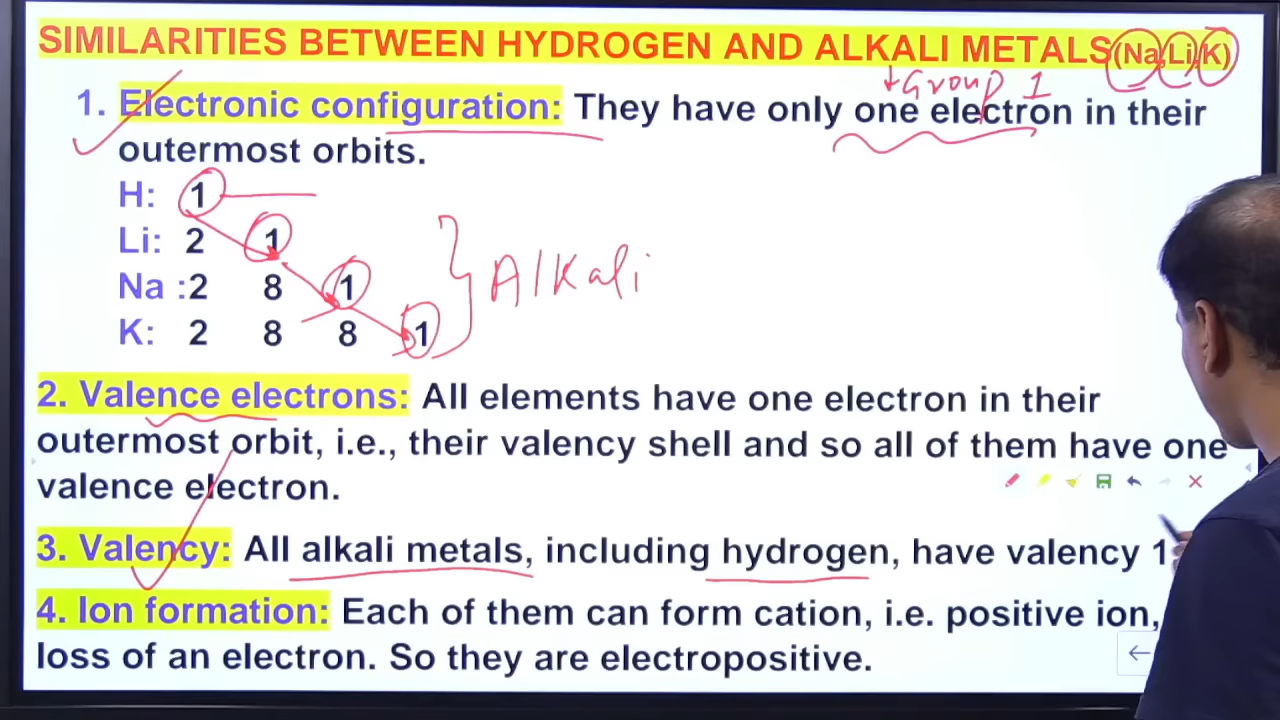 SIMILARITIES BETWEEN HYDROGEN AND ALKALI METALS(Na,Li,K)
↓Group 1
1. Electronic configuration: They have only one electron in their
outermost orbits.
H: 1
Li: 2 1
Na :2 8 1
K: 2 8 8 1
Alkali
2. Valence electrons: All elements have one electron in their
outermost orbit, i.e., their valency shell and so all of them have one
valence electron.
3. Valency: All alkali metals, including hydrogen, have valency 1
4. Ion formation: Each of them can form cation, i.e. positive ion,
loss of an electron. So they are electropositive.